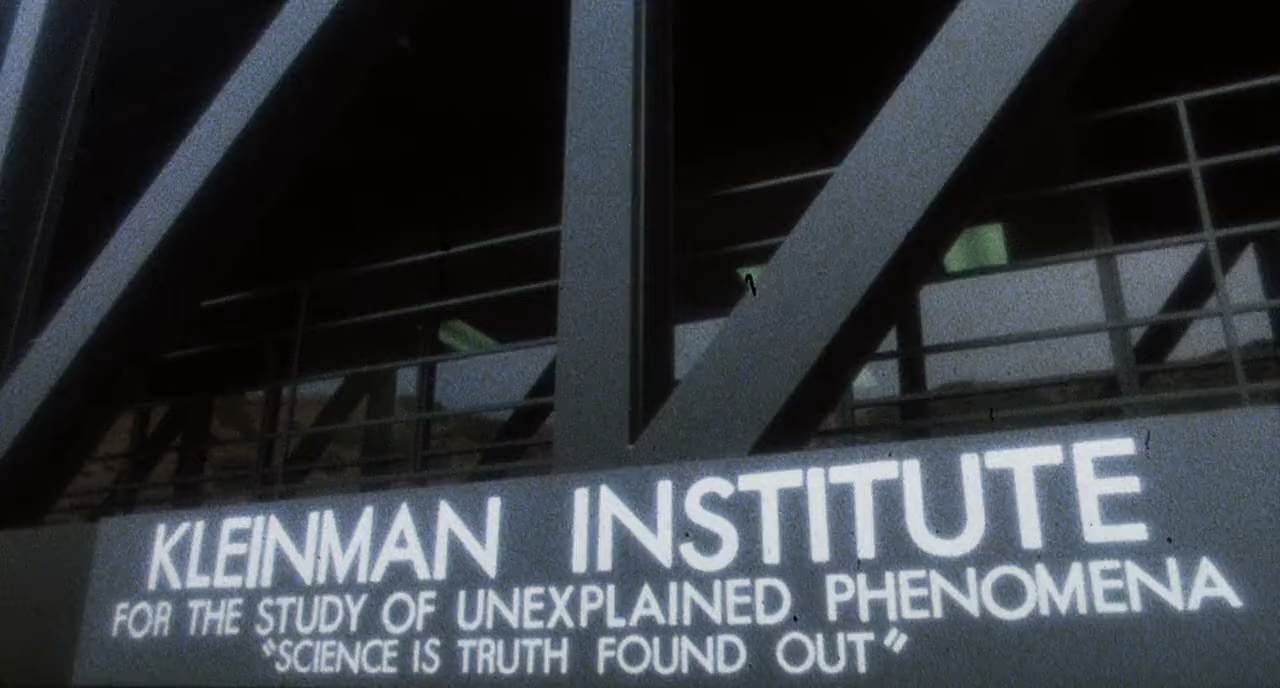 KLEINMAN INSTITUTE
FOR THE STUDY OF UNEXPLAINED PHENOMENA
"SCIENCE IS TRUTH FOUND OUT"